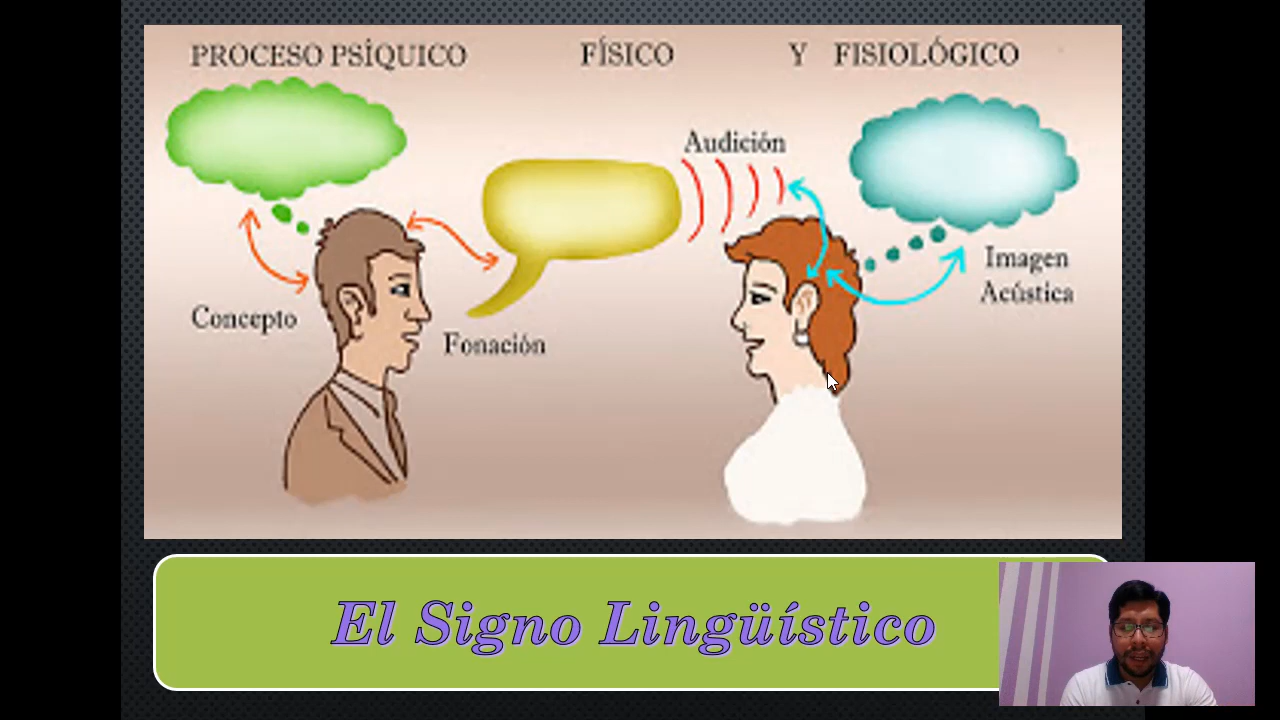 PROCESO PSÍQUICO FÍSICO Y FISIOLÓGICO
Audición
Imagen
Acústica
Concepto
Fonación
El Signo Lingüístico